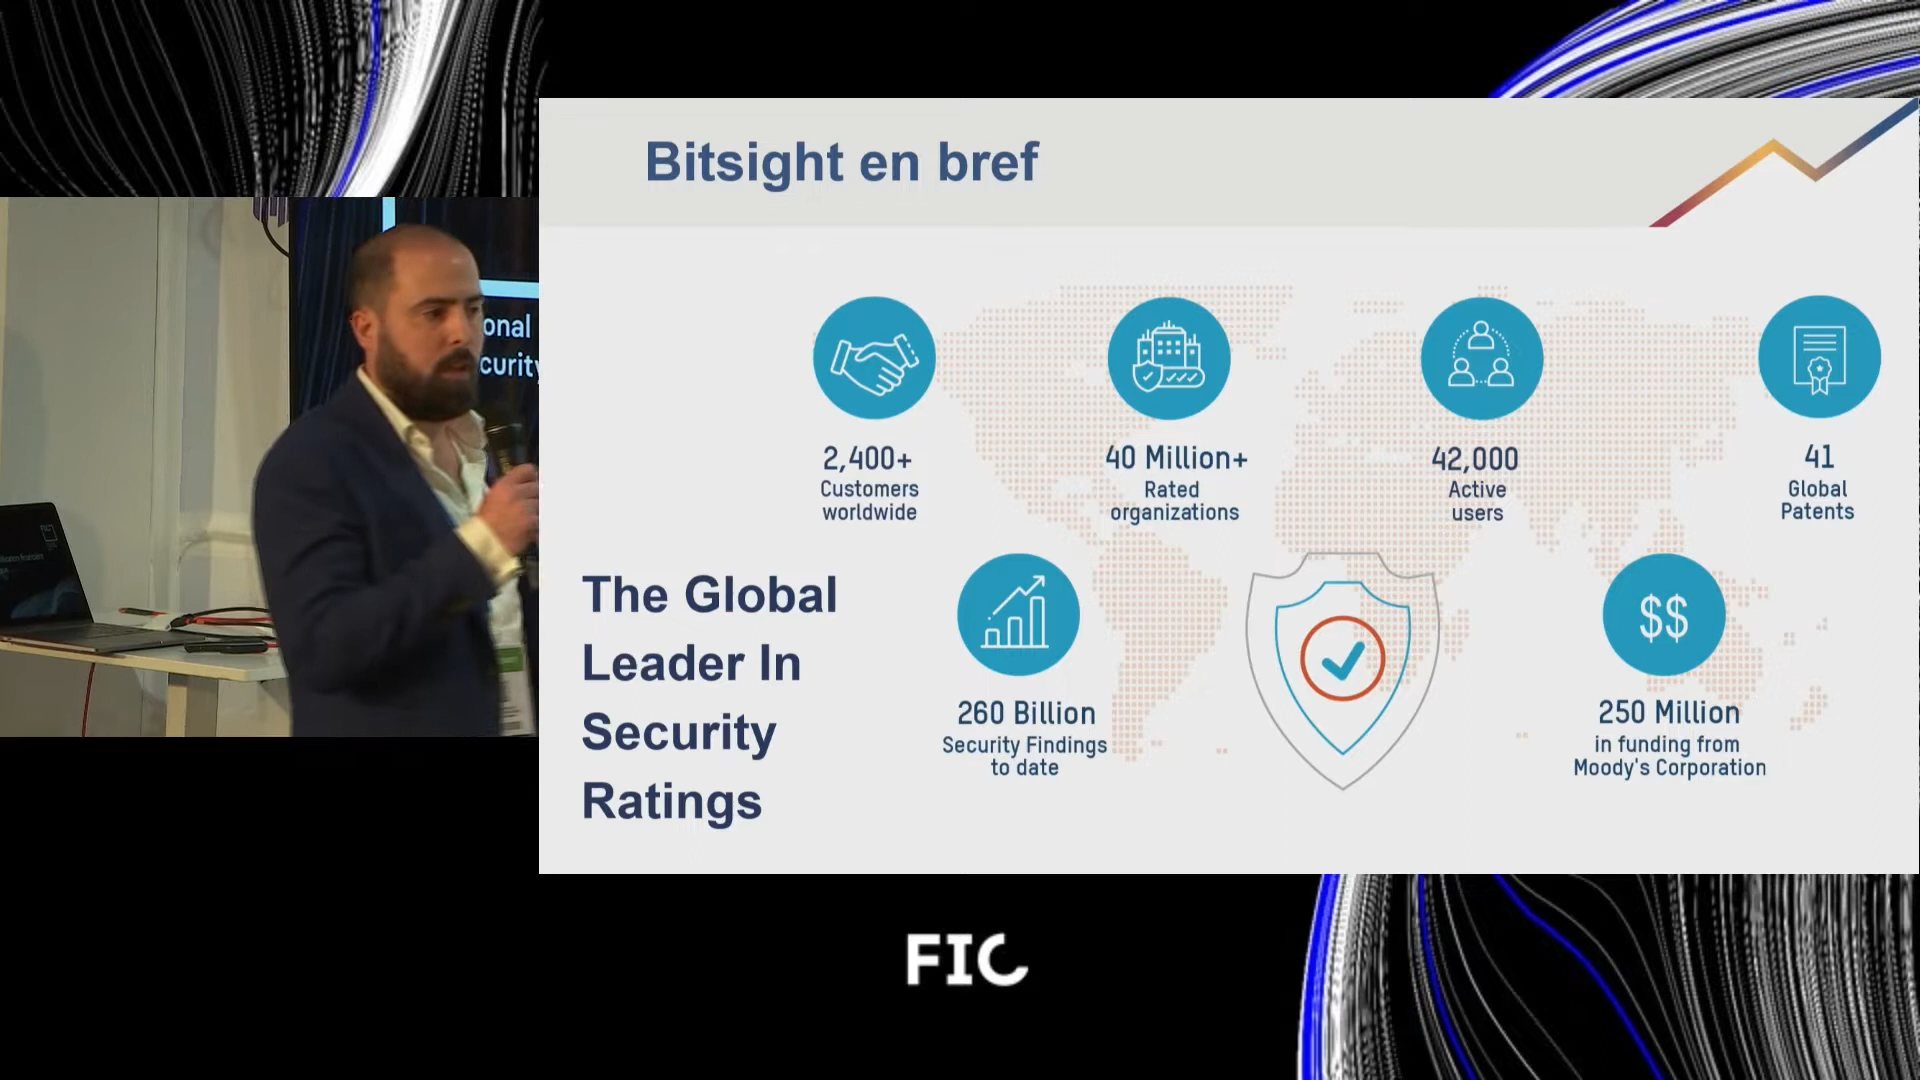 Bitsight en bref
onal
curity
2,400+
Customers
worldwide
40 Million+
Rated
organizations
42,000
Active
users
41
Global
Patents
The Global
Leader In
Security
Ratings
260 Billion
Security Findings
to date
$$
250 Million
in funding from
Moody's Corporation
FIC